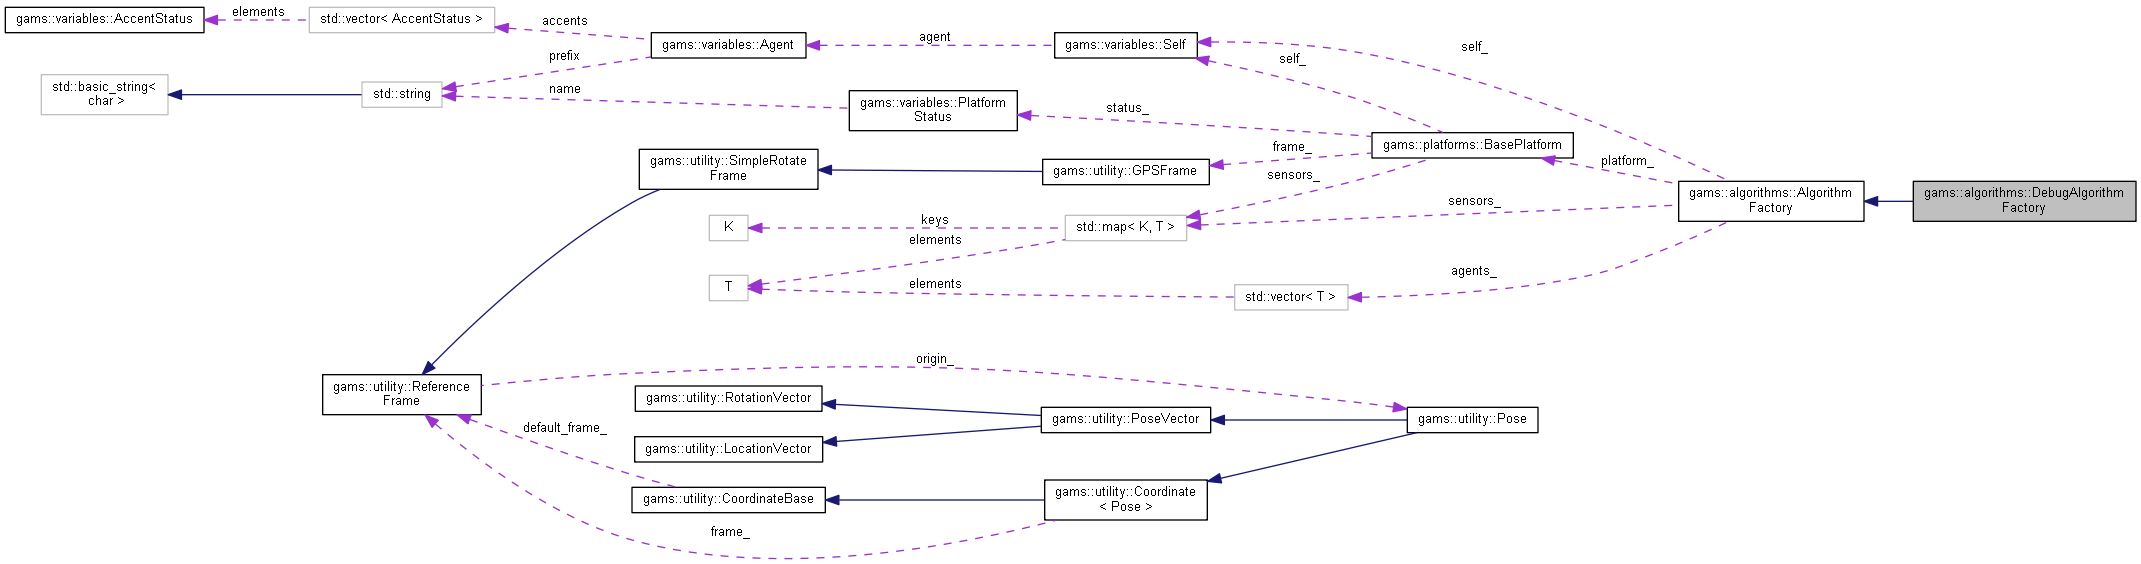 gams::variables::AccentStatus
elements
std::vector< AccentStatus >
accents
gams::variables::Agent
agent
gams::variables::Self
self_
self_
prefix
std::basic_string<
char >
std::string
name
gams::variables::Platform
Status
status_
gams::platforms::BasePlatform
platform_
gams::utility::SimpleRotate
Frame
gams::utility::GPSFrame
frame_
sensors_
gams::algorithms::Algorithm
Factory
gams::algorithms::DebugAlgorithm
Factory
sensors_
K
keys
std::map< K, T >
elements
T
elements
std::vector< T >
agents_
gams::utility::Reference
Frame
origin_
gams::utility::RotationVector
gams::utility::PoseVector
gams::utility::Pose
default_frame_
gams::utility::LocationVector
gams::utility::CoordinateBase
gams::utility::Coordinate
< Pose >
frame_